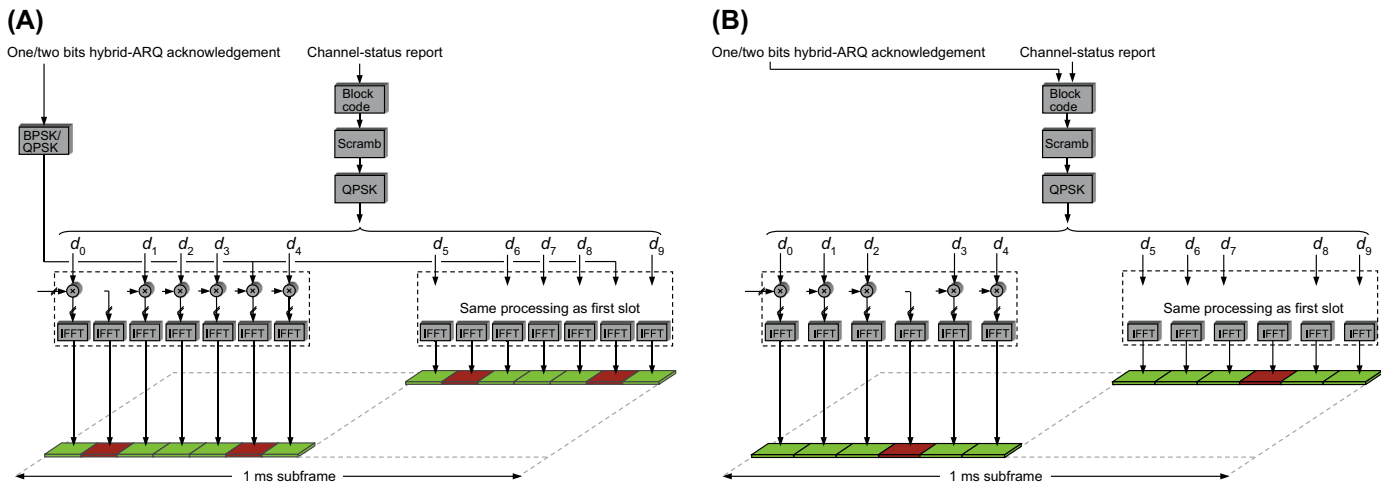 (A)
One/two bits hybrid-ARQ acknowledgement
Channel-status report
Block
code
BPSK/
QPSK
Scramb
QPSK
d0 d1 d2 d3 d4 d5 d6 d7 d8 d9
Same processing as first slot
IFFT IFFT IFFT IFFT IFFT IFFT IFFT IFFT IFFT IFFT IFFT IFFT IFFT IFFT
1 ms subframe
(B)
One/two bits hybrid-ARQ acknowledgement
Channel-status report
Block
code
Scramb
QPSK
d0 d1 d2 d3 d4 d5 d6 d7 d8 d9
Same processing as first slot
IFFT IFFT IFFT IFFT IFFT IFFT IFFT IFFT IFFT IFFT IFFT IFFT
1 ms subframe